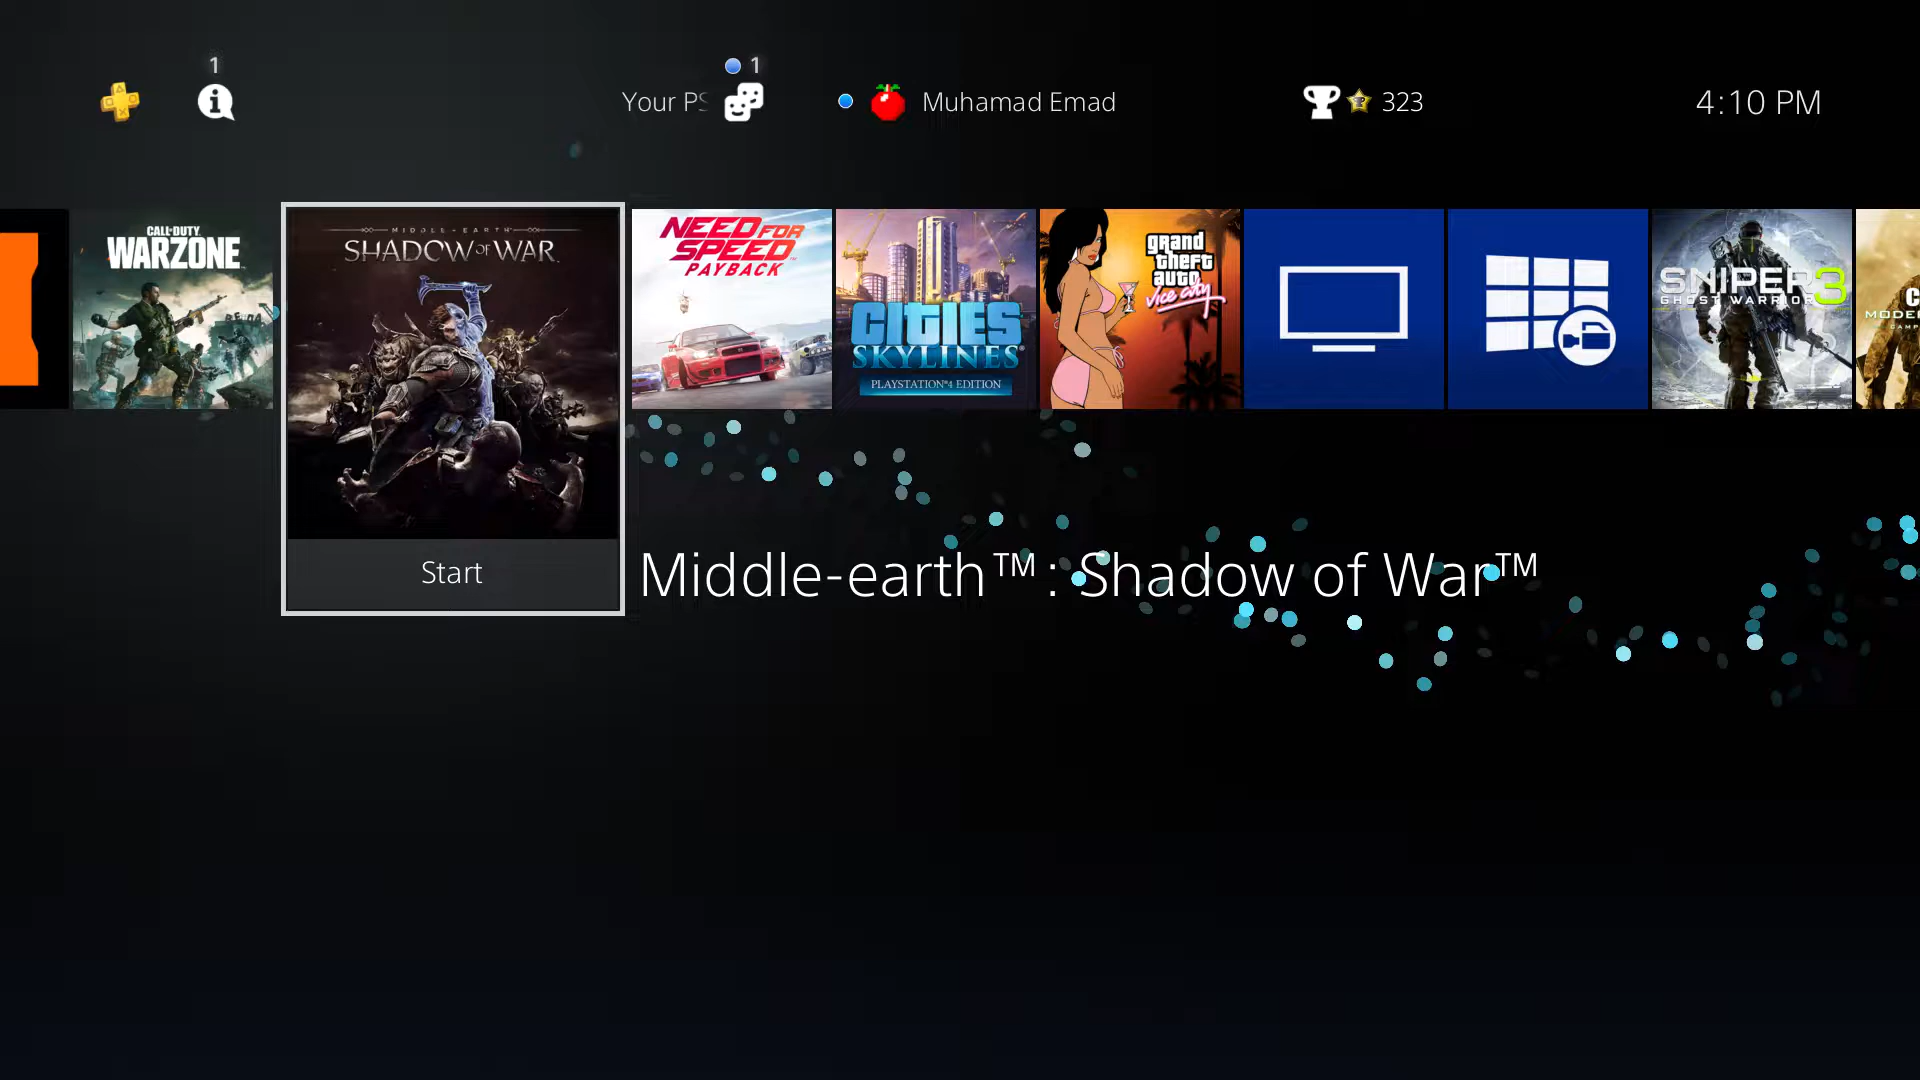 1
1
Your PS
Muhamad Emad
323
4:10 PM
CALL OF DUTY
WARZONE
MIDDLE-EARTH
SHADOW OF WAR
NEED FOR
SPEED
PAYBACK
CITIES
SKYLINES
PLAYSTATION®4 EDITION
grand
theft
auto
vice city
SNIPER 3
GHOST WARRIOR
Start
Middle-earth™ : Shadow of War™